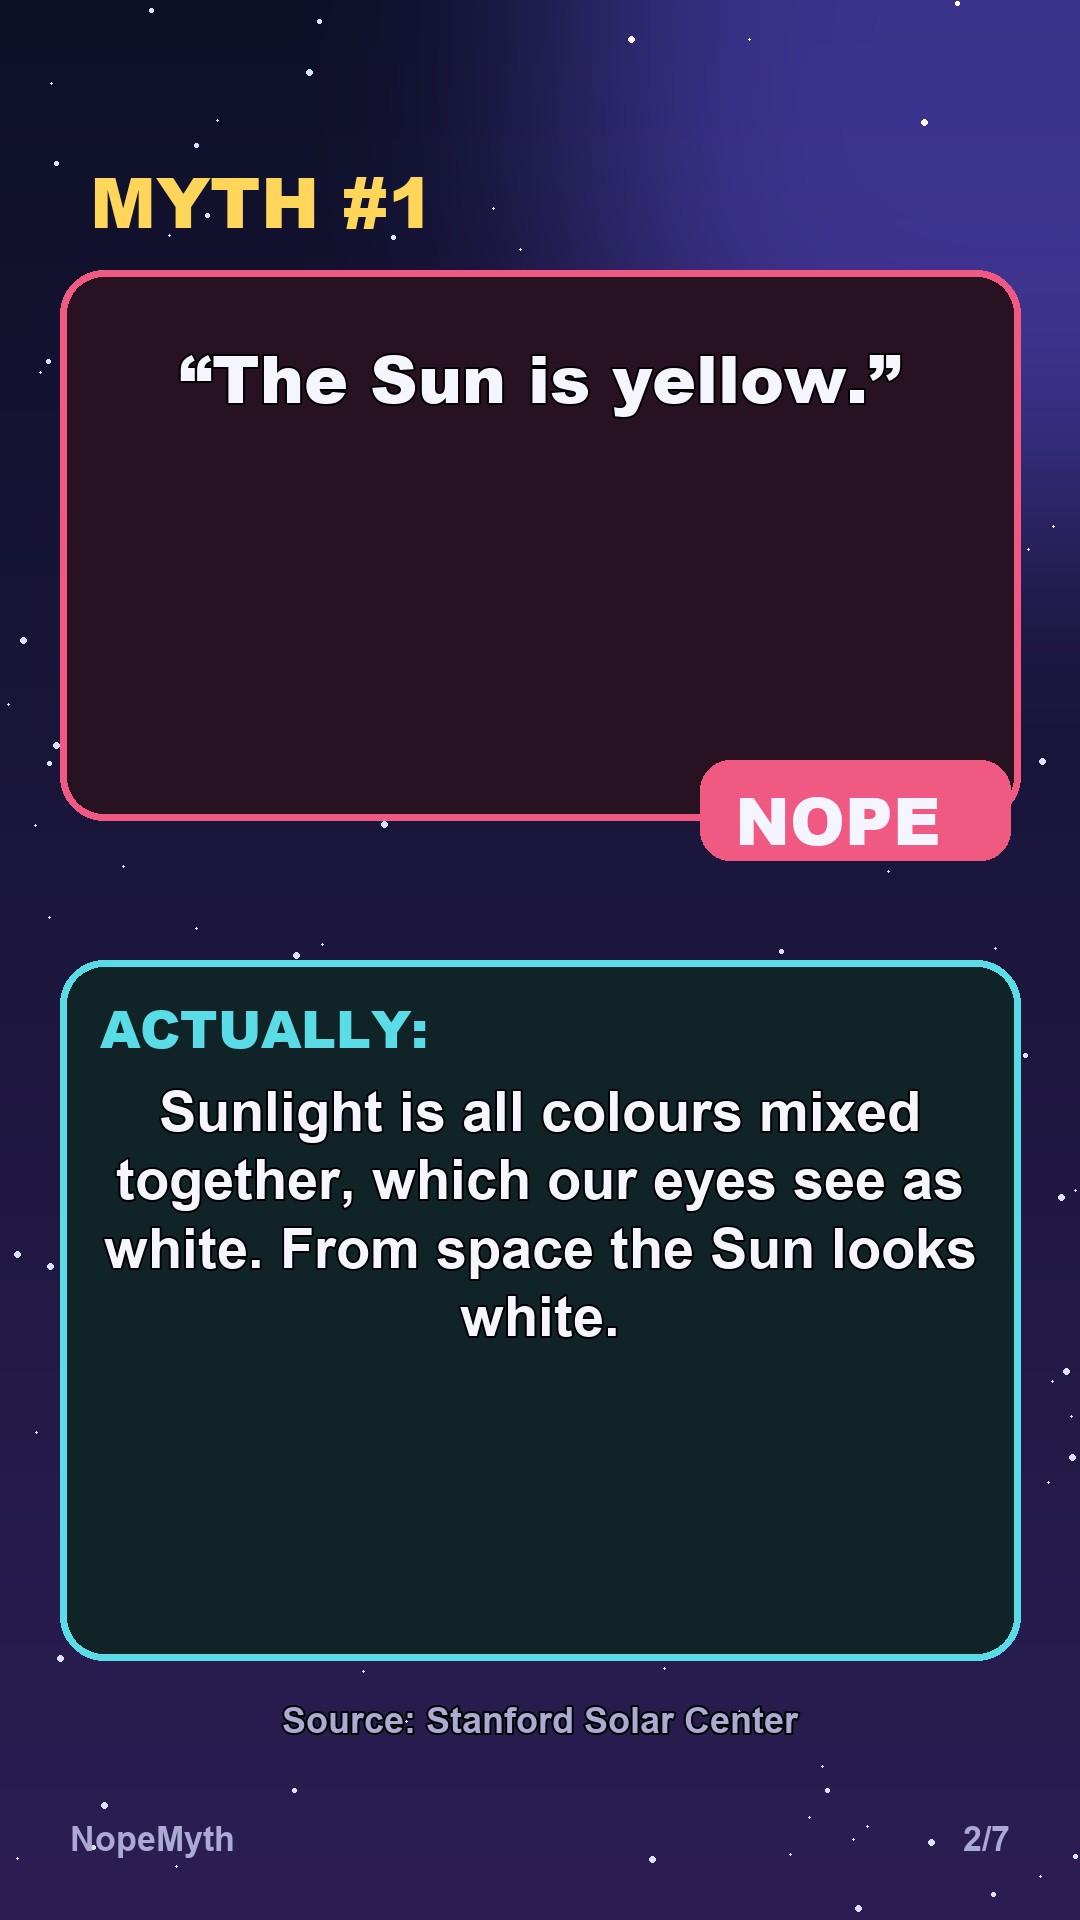 MYTH #1
“The Sun is yellow.”
NOPE
ACTUALLY:
Sunlight is all colours mixed
together, which our eyes see as
white. From space the Sun looks
white.
Source: Stanford Solar Center
NopeMyth
2/7